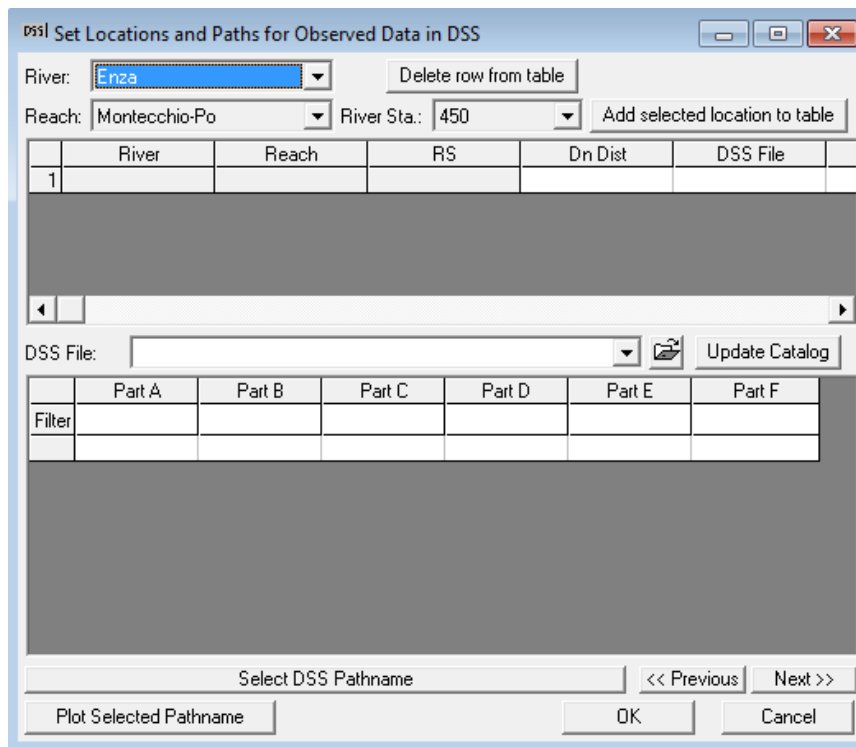 DSS Set Locations and Paths for Observed Data in DSS
River: Enza Delete row from table
Reach: Montecchio-Po River Sta.: 450 Add selected location to table
River Reach RS Dn Dist DSS File
1
DSS File: Update Catalog
Part A Part B Part C Part D Part E Part F
Filter
Select DSS Pathname << Previous Next >>
Plot Selected Pathname OK Cancel